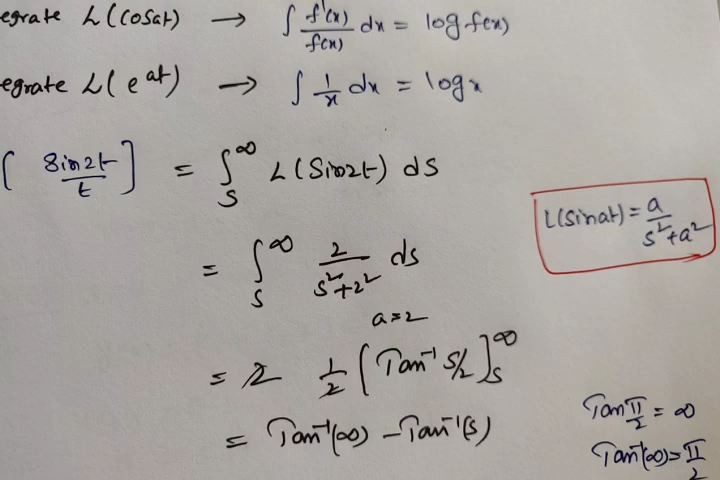 egrate L(cosat) → ∫ f'(x)/f(x) dx = log f(x)
egrate L(e^at) → ∫ 1/x dx = log x
[ Sin2t/t ] = ∫_S^∞ L(Sin2t) dS
L(sinat) = a/(s²+a²)
= ∫_S^∞ 2/(s²+2²) ds
a=2
= 2 1/2 [Tan⁻¹ S/2]_S^∞
= Tan⁻¹(∞) - Tan⁻¹(s)
Tan π/2 = ∞
Tan⁻¹(∞) = π/2